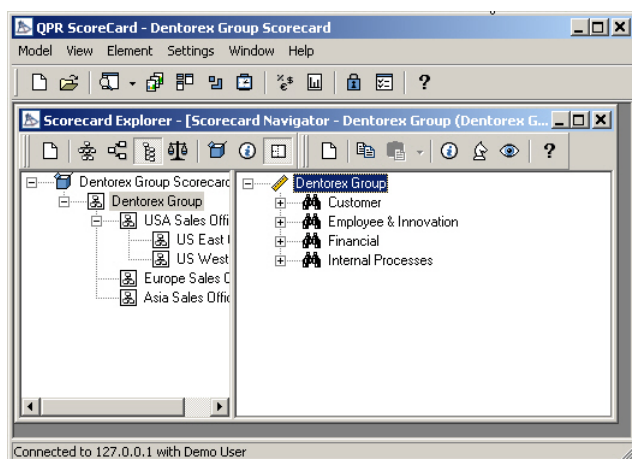 QPR ScoreCard - Dentorex Group Scorecard
Model View Element Settings Window Help
Scorecard Explorer - [Scorecard Navigator - Dentorex Group (Dentorex G...
Dentorex Group Scorecard
Dentorex Group
USA Sales Offi
US East
US West
Europe Sales O
Asia Sales Offic
Dentorex Group
Customer
Employee & Innovation
Financial
Internal Processes
Connected to 127.0.0.1 with Demo User